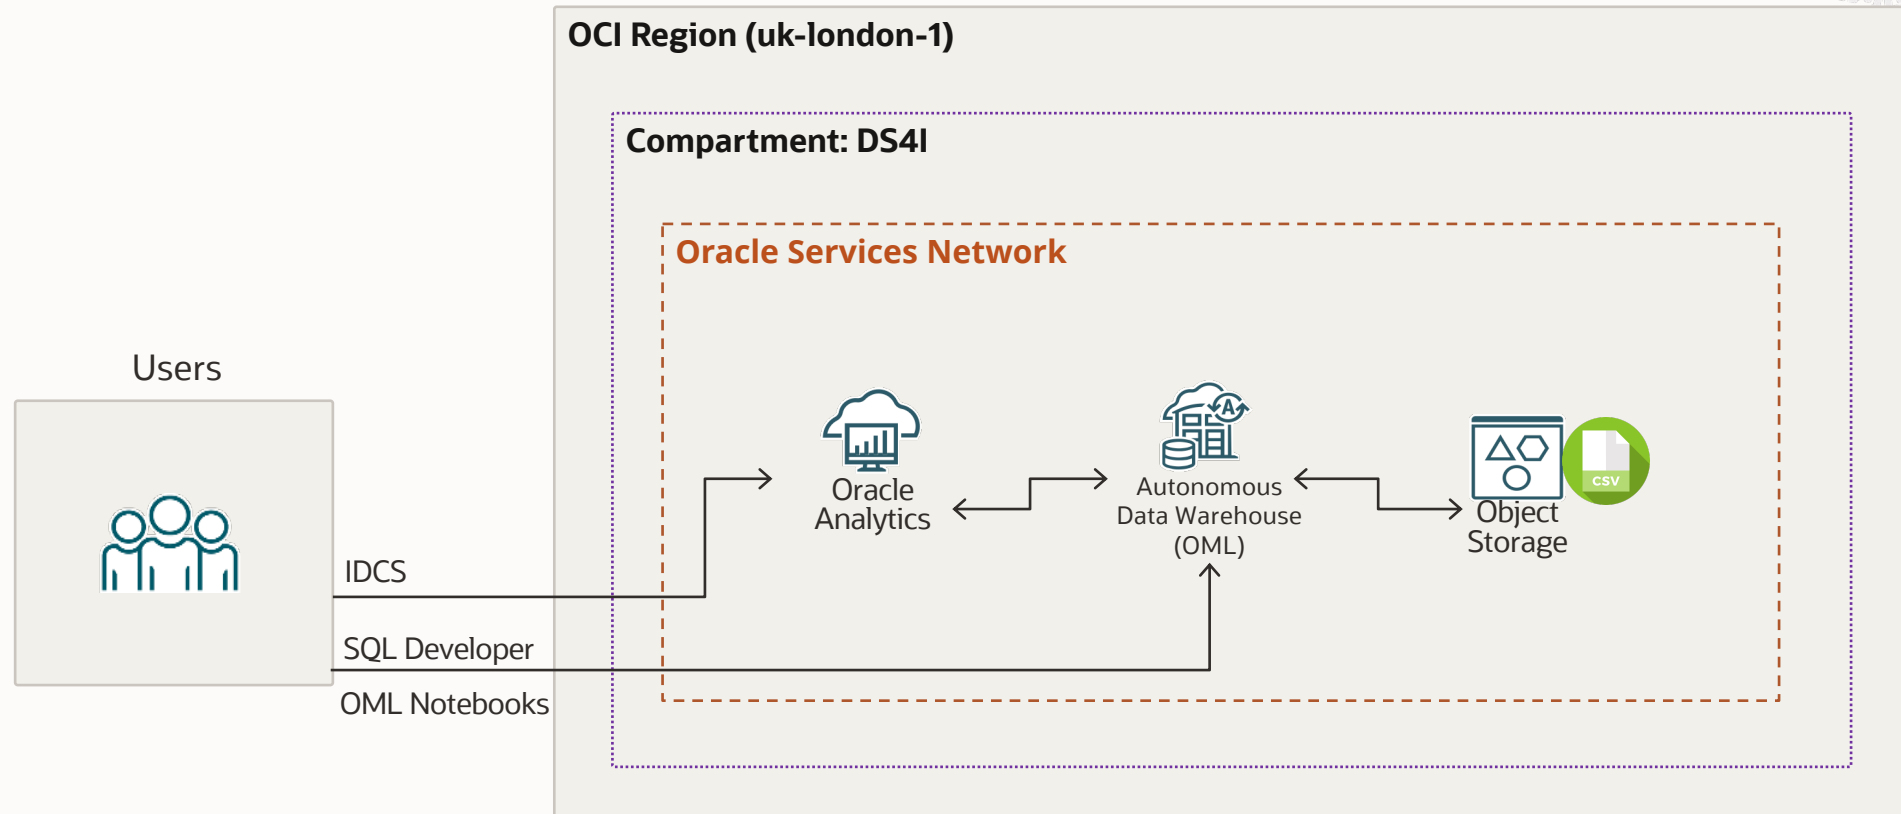 OCI Region (uk-london-1)
Compartment: DS4I
Oracle Services Network
Users
IDCS
SQL Developer
OML Notebooks
Oracle
Analytics
A
Autonomous
Data Warehouse
(OML)
CSV
Object
Storage